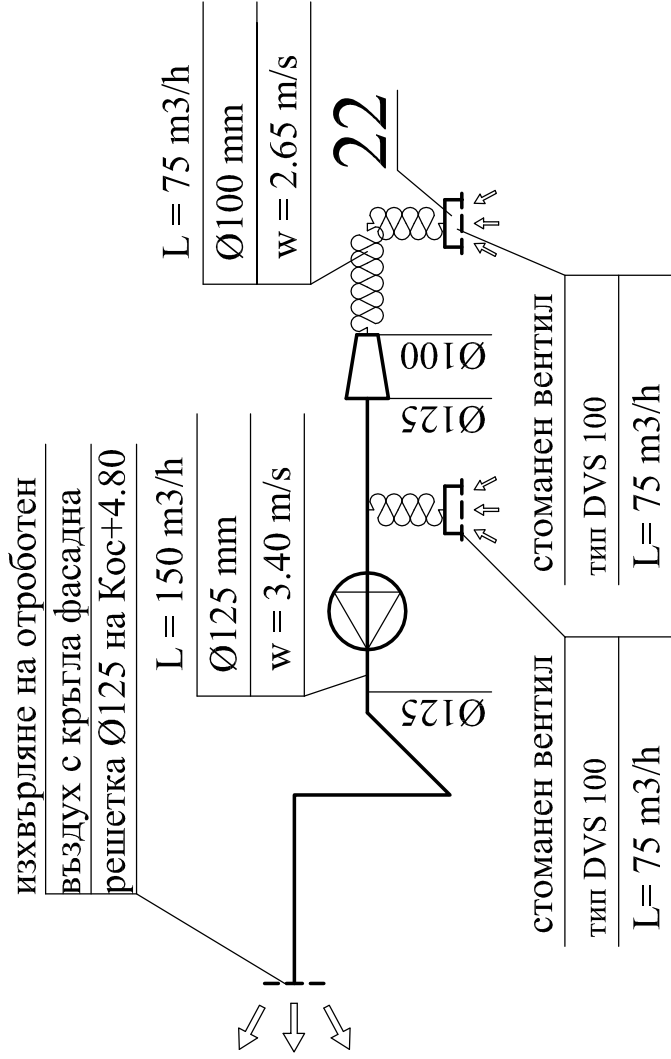 изхвърляне на отроботен
въздух с кръгла фасадна
решетка Ø125 на Кос+4.80
L = 150 m3/h
Ø125 mm
w = 3.40 m/s
L = 75 m3/h
Ø100 mm
w = 2.65 m/s
22
Ø125
Ø125
Ø100
стоманен вентил
тип DVS 100
L= 75 m3/h
стоманен вентил
тип DVS 100
L= 75 m3/h